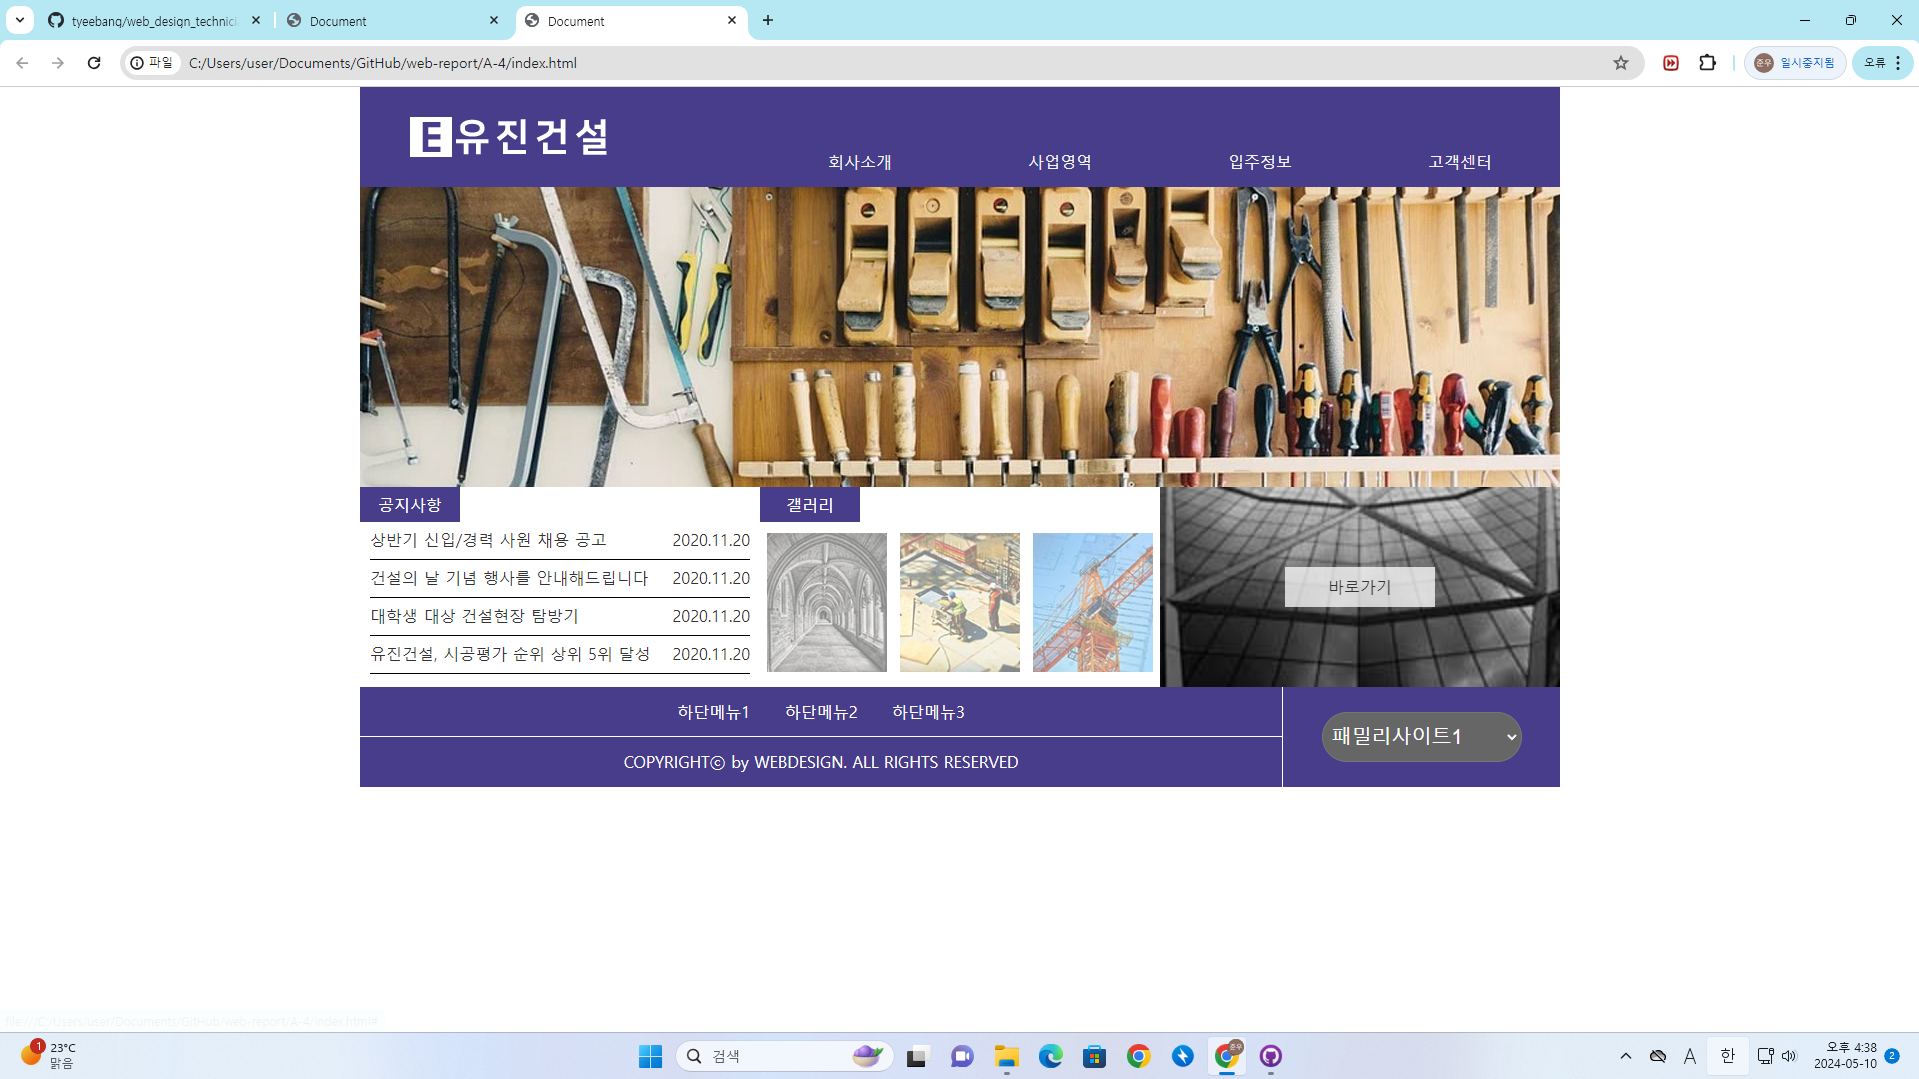 tyeebang/web_design_technici
Document
Document
파일
C:/Users/user/Documents/GitHub/web-report/A-4/index.html
준우
일시중지됨
오류
E유진건설
회사소개
사업영역
입주정보
고객센터
공지사항
상반기 신입/경력 사원 채용 공고 2020.11.20
건설의 날 기념 행사를 안내해드립니다 2020.11.20
대학생 대상 건설현장 탐방기 2020.11.20
유진건설, 시공평가 순위 상위 5위 달성 2020.11.20
갤러리
바로가기
하단메뉴1 하단메뉴2 하단메뉴3
COPYRIGHTⓒ by WEBDESIGN. ALL RIGHTS RESERVED
패밀리사이트1
file:///C:/Users/user/Documents/GitHub/web-report/A-4/index.html#
1
23°C
맑음
검색
준우
A
한
오후 4:38
2024-05-10
2